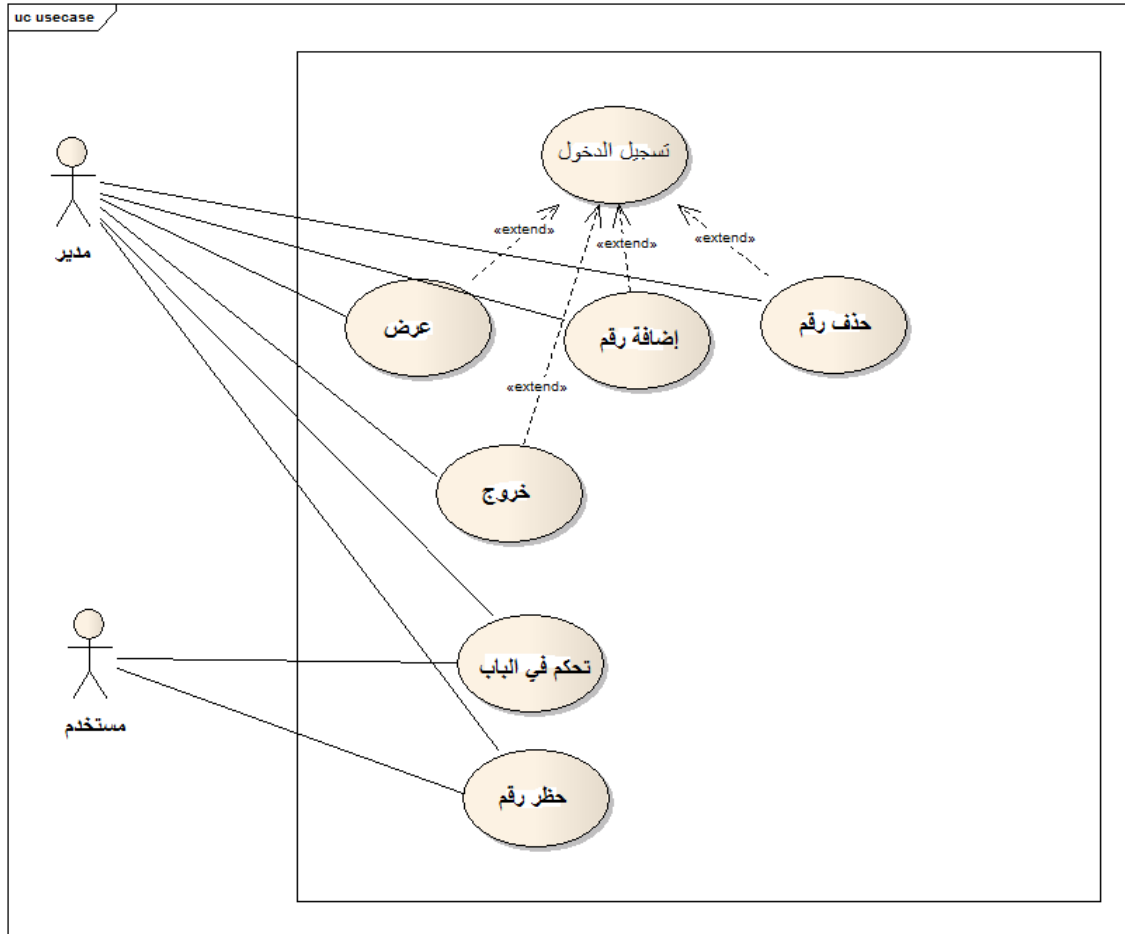 uc usecase
تسجيل الدخول
«extend»
«extend»
«extend»
مدير
عرض
إضافة رقم
حذف رقم
«extend»
خروج
تحكم في الباب
مستخدم
حظر رقم